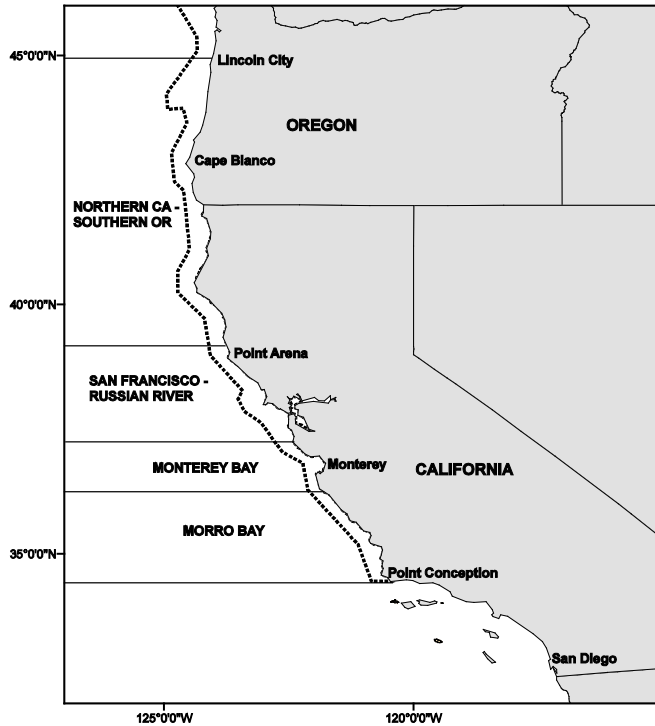 45°0'0"N
Lincoln City
OREGON
Cape Blanco
NORTHERN CA -
SOUTHERN OR
40°0'0"N
Point Arena
SAN FRANCISCO -
RUSSIAN RIVER
MONTEREY BAY
Monterey
CALIFORNIA
MORRO BAY
35°0'0"N
Point Conception
San Diego
125°0'0"W
120°0'0"W